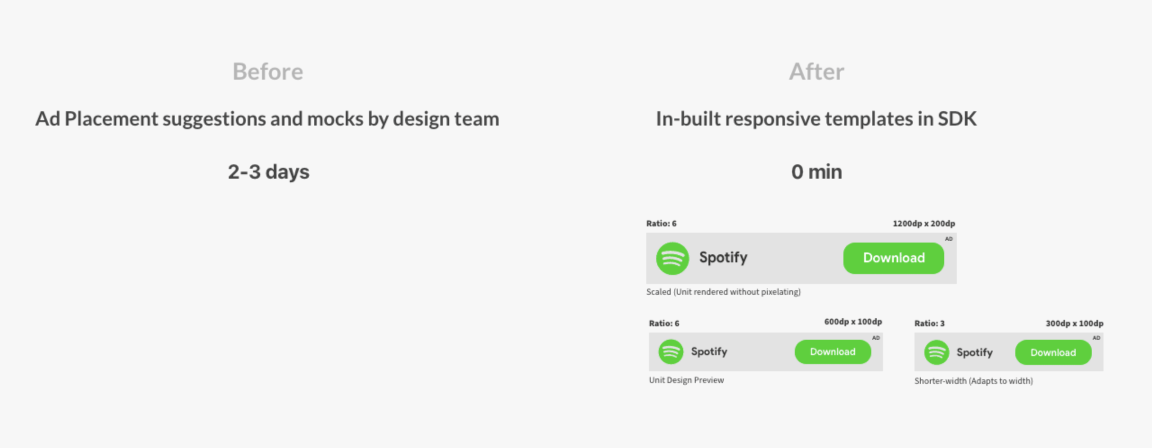 Before
Ad Placement suggestions and mocks by design team
2-3 days
After
In-built responsive templates in SDK
0 min
Ratio: 6
1200dp x 200dp
AD
Spotify
Download
Scaled (Unit rendered without pixelating)
Ratio: 6
600dp x 100dp
AD
Spotify
Download
Unit Design Preview
Ratio: 3
300dp x 100dp
AD
Spotify
Download
Shorter-width (Adapts to width)